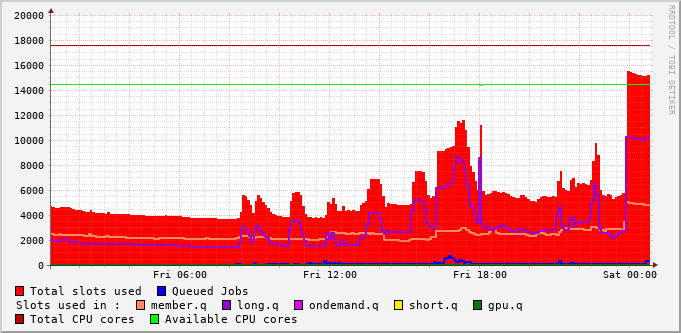 20000
18000
16000
14000
12000
10000
8000
6000
4000
2000
0
Fri 06:00 Fri 12:00 Fri 18:00 Sat 00:00
RRDTOOL / TOBI OETIKER
Total slots used Queued Jobs
Slots used in : member.q long.q ondemand.q short.q gpu.q
Total CPU cores Available CPU cores